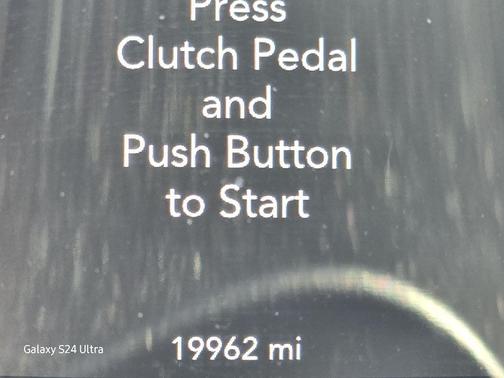 Press
Clutch Pedal
and
Push Button
to Start
19962 mi
Galaxy S24 Ultra